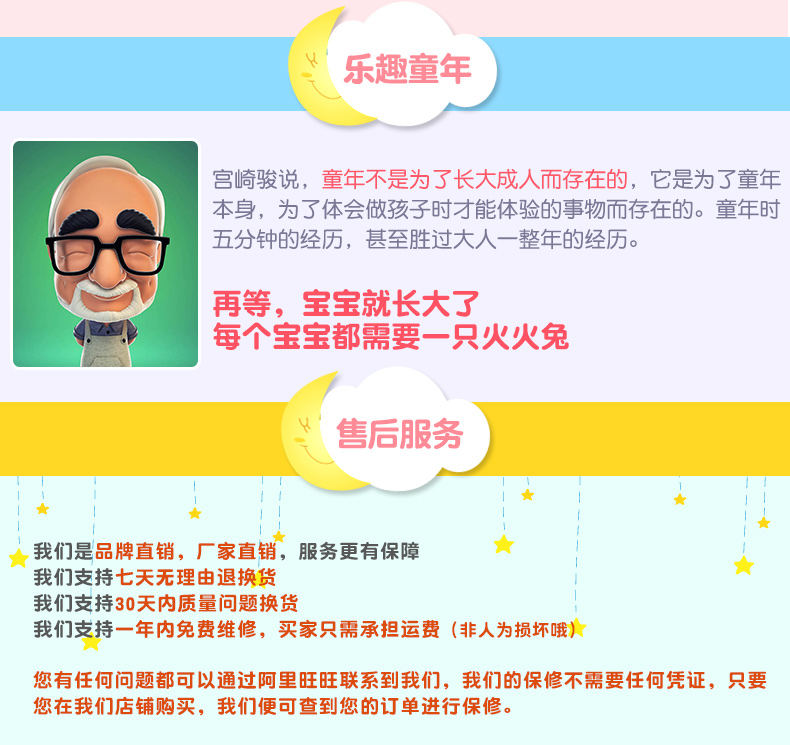 乐趣童年
宫崎骏说，童年不是为了长大成人而存在的，它是为了童年
本身，为了体会做孩子时才能体验的事物而存在的。童年时
五分钟的经历，甚至胜过大人一整年的经历。
再等，宝宝就长大了
每个宝宝都需要一只火火兔
售后服务
我们是品牌直销，厂家直销，服务更有保障
我们支持七天无理由退换货
我们支持30天内质量问题换货
我们支持一年内免费维修，买家只需承担运费（非人为损坏哦）
您有任何问题都可以通过阿里旺旺联系到我们，我们的保修不需要任何凭证，只要
您在我们店铺购买，我们便可查到您的订单进行保修。